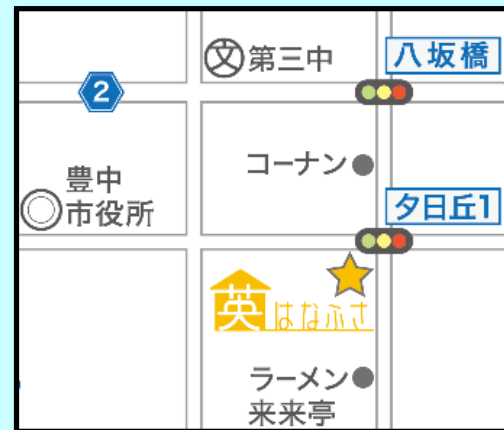 文 第三中
八坂橋
2
コーナン
豊中
市役所
夕日丘1
英 はなふさ
ラーメン
来来亭